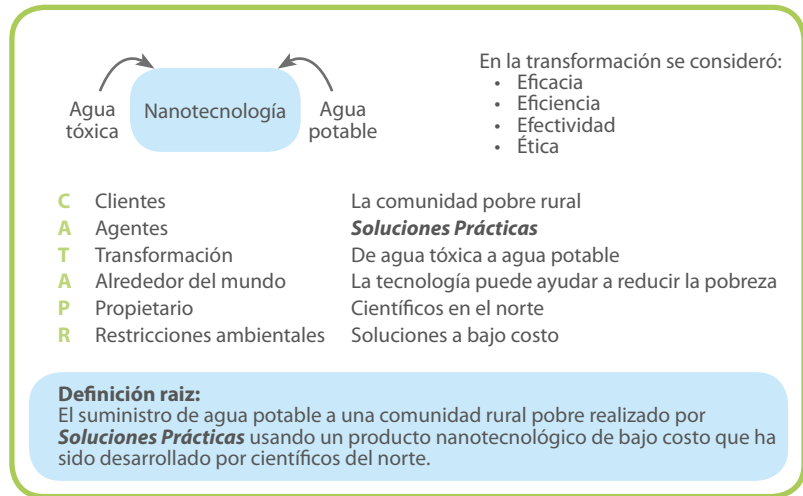 Agua
tóxica
Nanotecnología
Agua
potable
En la transformación se consideró:
• Eficacia
• Eficiencia
• Efectividad
• Ética
C Clientes La comunidad pobre rural
A Agentes Soluciones Prácticas
T Transformación De agua tóxica a agua potable
A Alrededor del mundo La tecnología puede ayudar a reducir la pobreza
P Propietario Científicos en el norte
R Restricciones ambientales Soluciones a bajo costo
Definición raiz:
El suministro de agua potable a una comunidad rural pobre realizado por
Soluciones Prácticas usando un producto nanotecnológico de bajo costo que ha
sido desarrollado por científicos del norte.